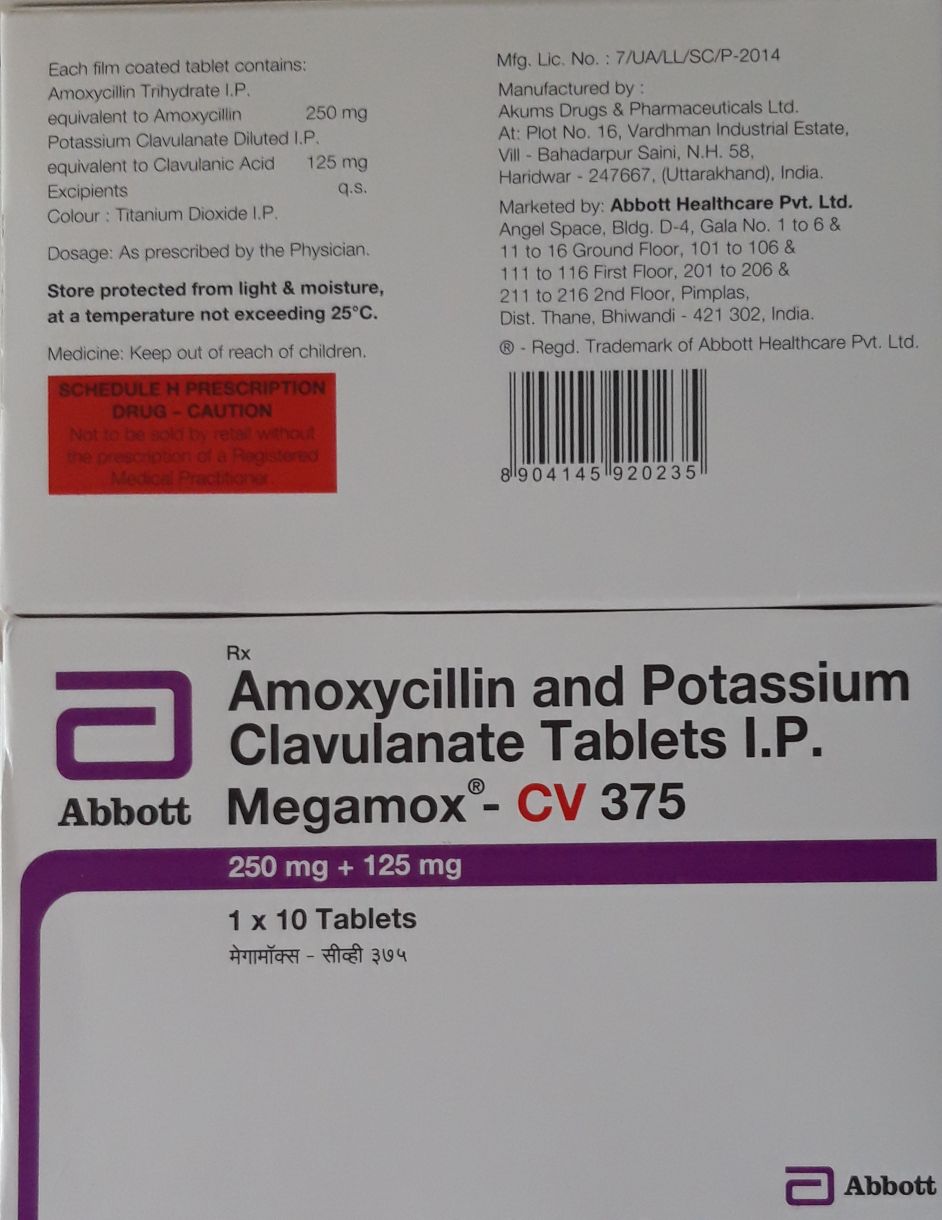 Each film coated tablet contains:
Amoxycillin Trihydrate I.P.
equivalent to Amoxycillin 250 mg
Potassium Clavulanate Diluted I.P.
equivalent to Clavulanic Acid 125 mg
Excipients q.s.
Colour : Titanium Dioxide I.P.
Dosage: As prescribed by the Physician.
Store protected from light & moisture,
at a temperature not exceeding 25°C.
Medicine: Keep out of reach of children.
SCHEDULE H PRESCRIPTION
DRUG – CAUTION
Not to be sold by retail without
the prescription of a Registered
Medical Practitioner.
Mfg. Lic. No. : 7/UA/LL/SC/P-2014
Manufactured by :
Akums Drugs & Pharmaceuticals Ltd.
At: Plot No. 16, Vardhman Industrial Estate,
Vill - Bahadarpur Saini, N.H. 58,
Haridwar - 247667, (Uttarakhand), India.
Marketed by: Abbott Healthcare Pvt. Ltd.
Angel Space, Bldg. D-4, Gala No. 1 to 6 &
11 to 16 Ground Floor, 101 to 106 &
111 to 116 First Floor, 201 to 206 &
211 to 216 2nd Floor, Pimplas,
Dist. Thane, Bhiwandi - 421 302, India.
® - Regd. Trademark of Abbott Healthcare Pvt. Ltd.
8 904145 920235
Rx
Amoxycillin and Potassium
Clavulanate Tablets I.P.
Abbott
Megamox®- CV 375
250 mg + 125 mg
1 x 10 Tablets
मेगामॉक्स - सीव्ही ३७५
Abbott